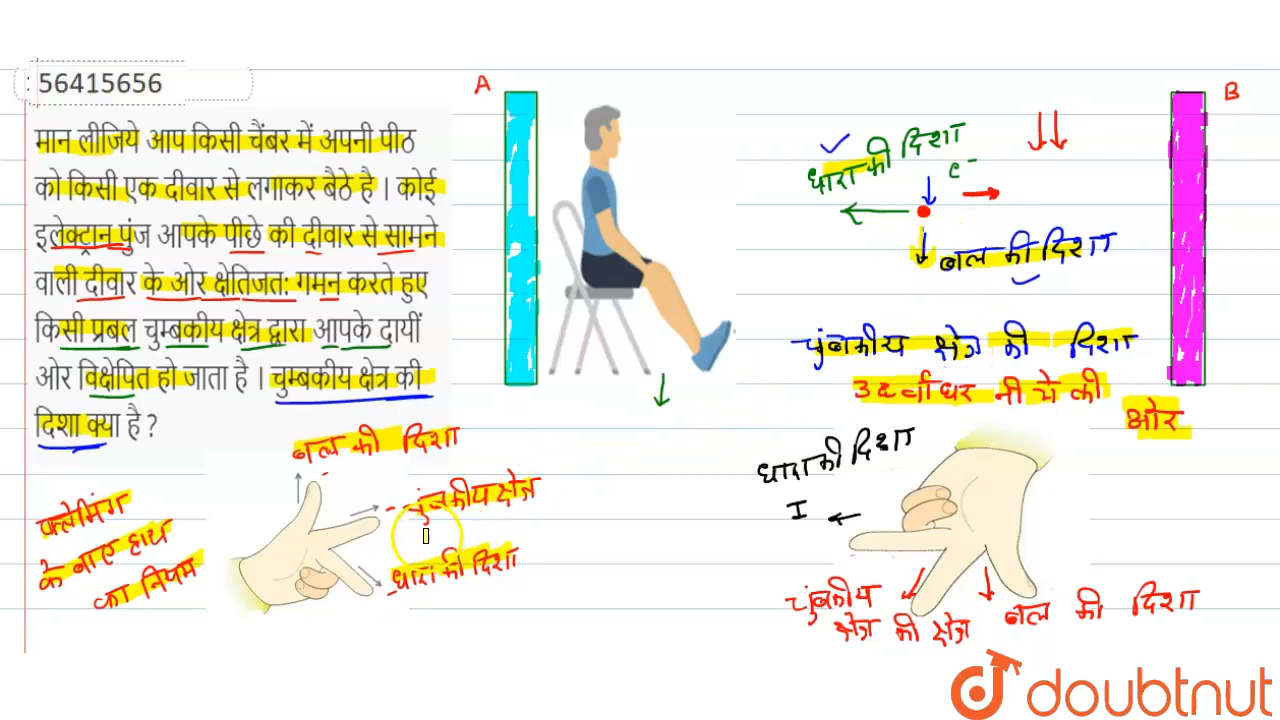 : 56415656
मान लीजिये आप किसी चैंबर में अपनी पीठ
को किसी एक दीवार से लगाकर बैठे है । कोई
इलेक्ट्रान पुंज आपके पीछे की दीवार से सामने
वाली दीवार के ओर क्षेतिजत: गमन करते हुए
किसी प्रबल चुम्बकीय क्षेत्र द्वारा आपके दायीं
ओर विक्षेपित हो जाता है । चुम्बकीय क्षेत्र की
दिशा क्या है ?
A
B
धारा की दिशा
e-
बल की दिशा
चुंबकीय क्षेत्र की दिशा
उर्ध्वाधर नीचे की
ओर
बल की दिशा
चुंबकीय क्षेत्र
धारा की दिशा
फ्लेमिंग
के बाए हाथ
का नियम
धारा की दिशा
I
चुंबकीय
क्षेत्र की क्षेत्र
बल की दिशा
doubtnut